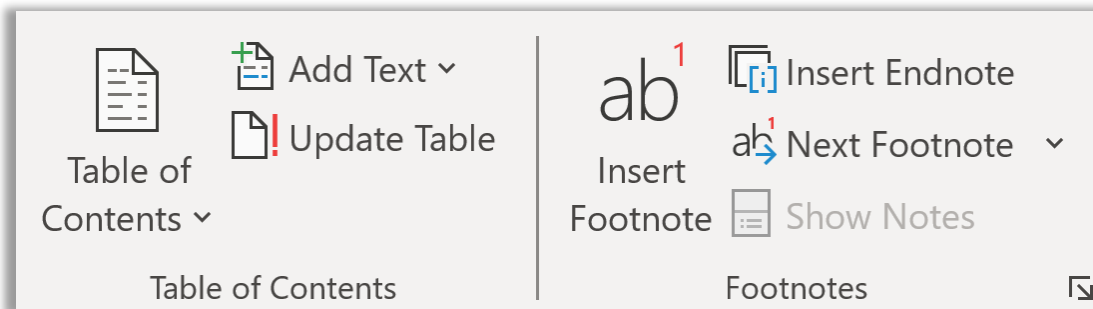 Table of
Contents
Add Text
Update Table
Table of Contents
ab1
Insert
Footnote
[i] Insert Endnote
ab1 Next Footnote
Show Notes
Footnotes